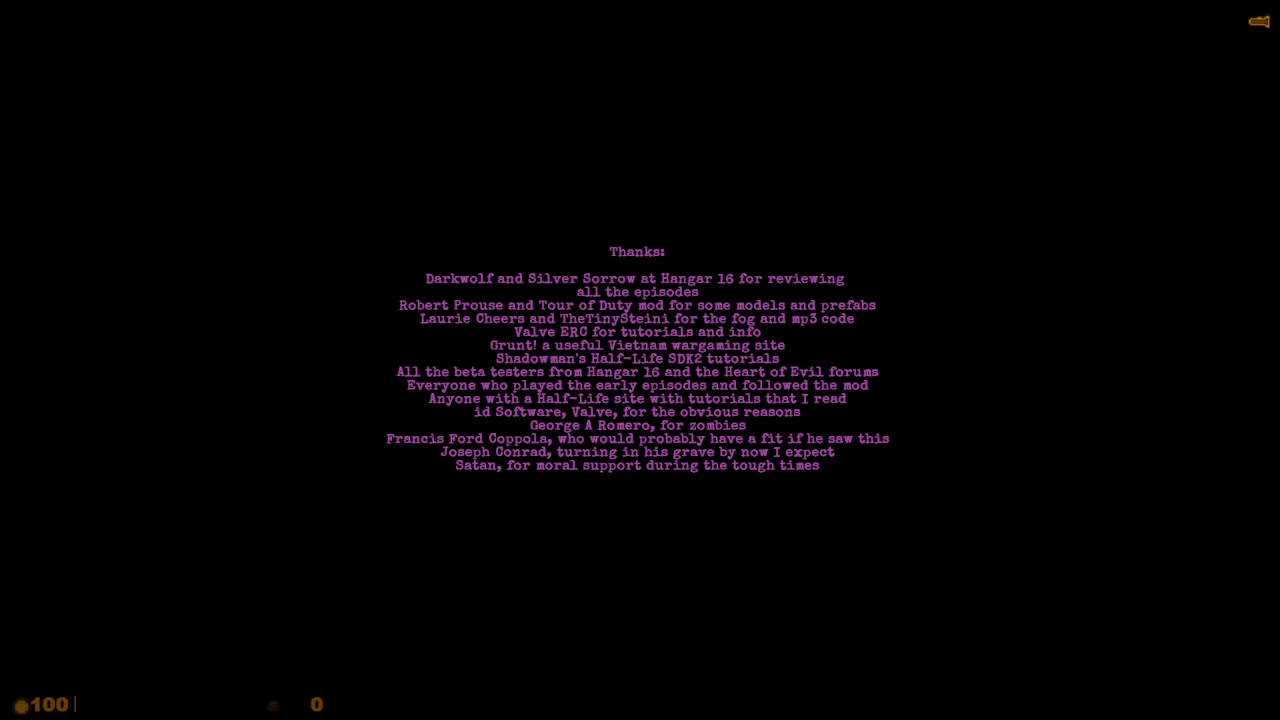 Thanks:
Darkwolf and Silver Sorrow at Hangar 16 for reviewing
all the episodes
Robert Prouse and Tour of Duty mod for some models and prefabs
Laurie Cheers and TheTinySteini for the fog and mp3 code
Valve ERC for tutorials and info
Grunt! a useful Vietnam wargaming site
Shadowman's Half-Life SDK2 tutorials
All the beta testers from Hangar 16 and the Heart of Evil forums
Everyone who played the early episodes and followed the mod
Anyone with a Half-Life site with tutorials that I read
id Software, Valve, for the obvious reasons
George A Romero, for zombies
Francis Ford Coppola, who would probably have a fit if he saw this
Joseph Conrad, turning in his grave by now I expect
Satan, for moral support during the tough times
100 0